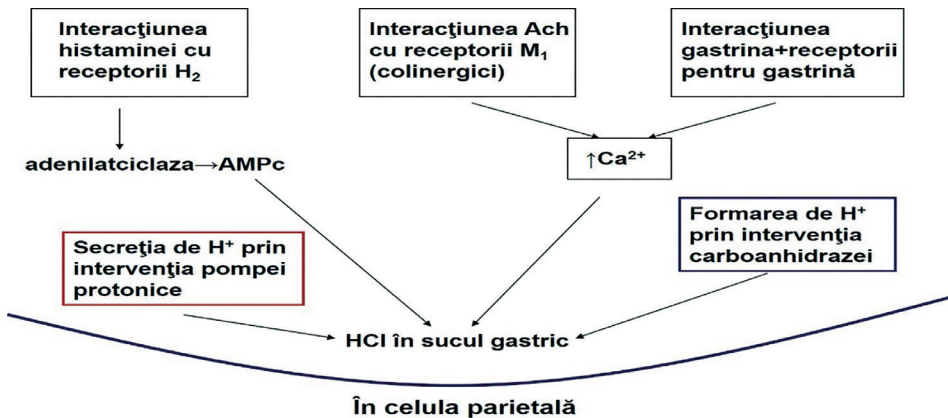 Interacţiunea
histaminei cu
receptorii H₂
Interacţiunea Ach
cu receptorii M₁
(colinergici)
Interacţiunea
gastrina+receptorii
pentru gastrină
adenilatciclaza→AMPc
↑Ca²⁺
Secreţia de H⁺ prin
intervenţia pompei
protonice
Formarea de H⁺
prin intervenţia
carboanhidrazei
HCl în sucul gastric
În celula parietală